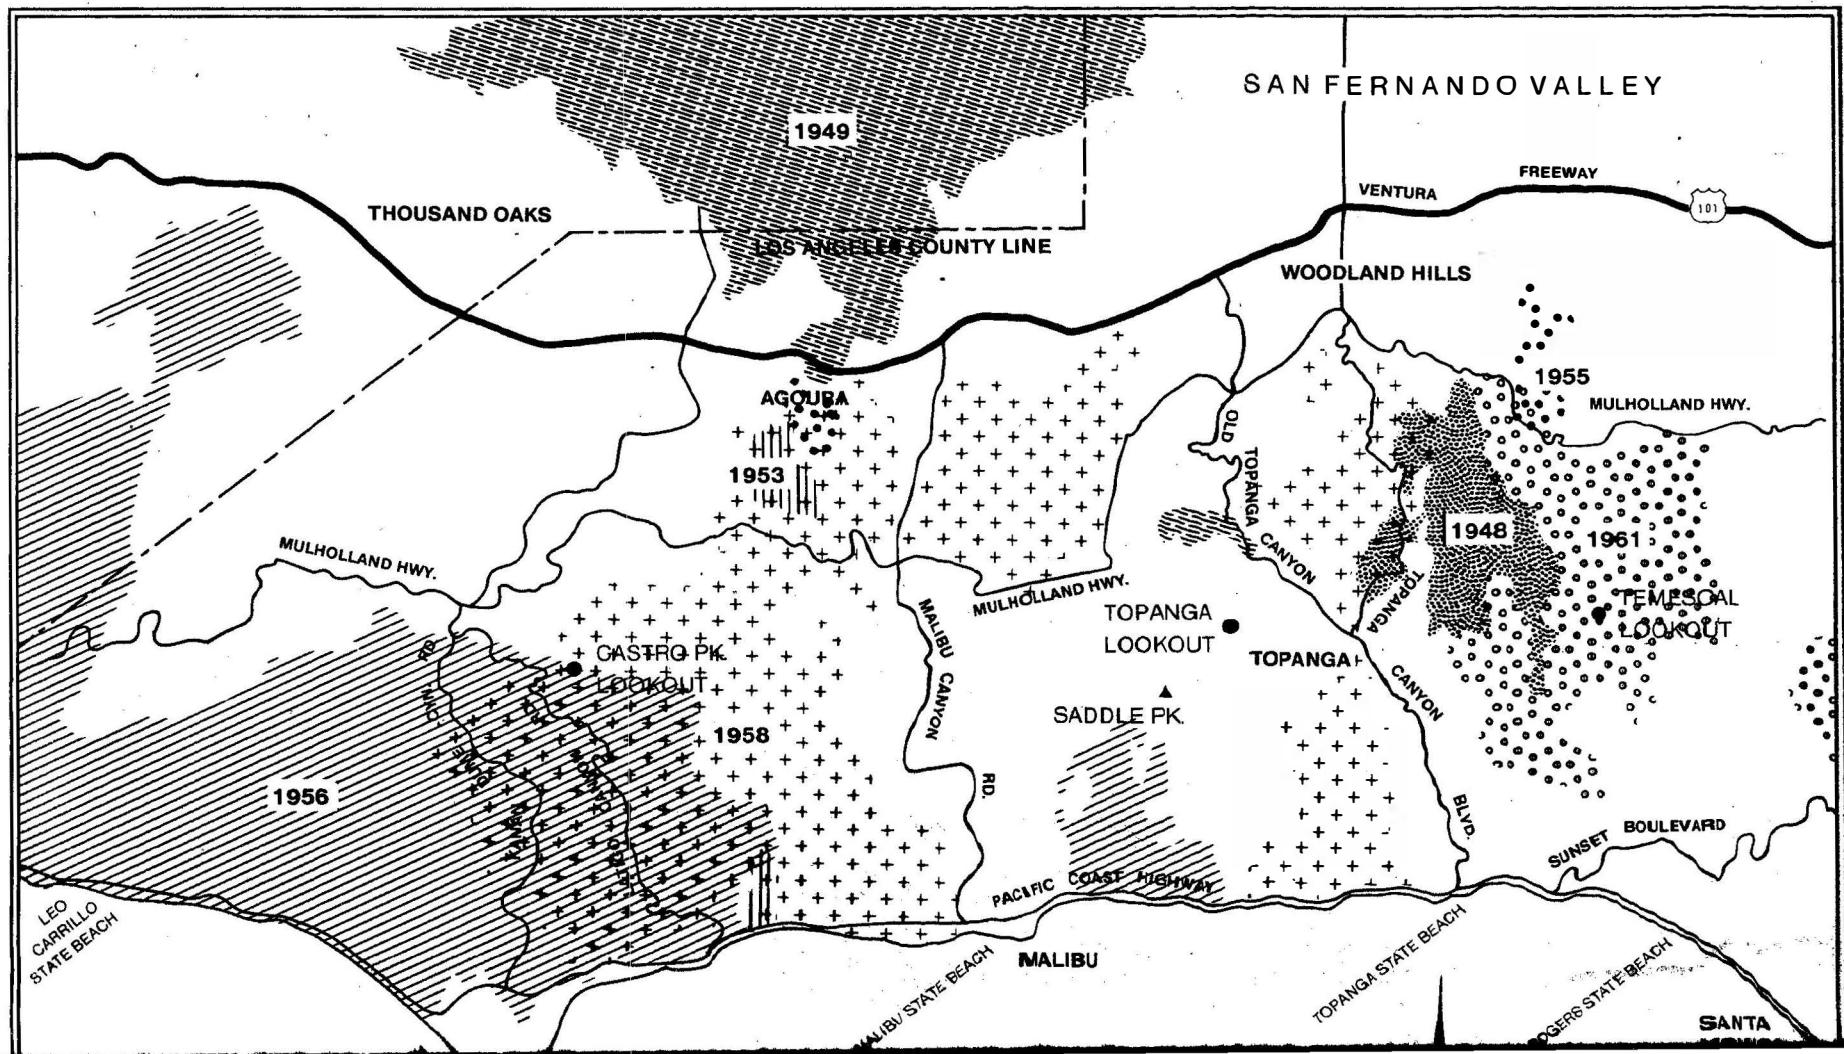 SAN FERNANDO VALLEY
1949
FREEWAY
VENTURA
101
THOUSAND OAKS
LOS ANGELES COUNTY LINE
WOODLAND HILLS
1955
AGOURA
MULHOLLAND HWY.
OLD
TOPANGA
CANYON
1953
1948
1961
MULHOLLAND HWY.
MULHOLLAND HWY.
TOPANGA
CANYON
BLVD.
TOPANGA
LOOKOUT
TEMESCAL
LOOKOUT
MALIBU
CANYON
RD.
CASTRO PK.
LOOKOUT
TOPANGA
SADDLE PK.
1958
1956
RD.
KANAN
CANYON
SUNSET
BOULEVARD
PACIFIC COAST HIGHWAY
LEO
CARRILLO
STATE BEACH
MALIBU
STATE BEACH
TOPANGA STATE BEACH
STATE BEACH
SANTA